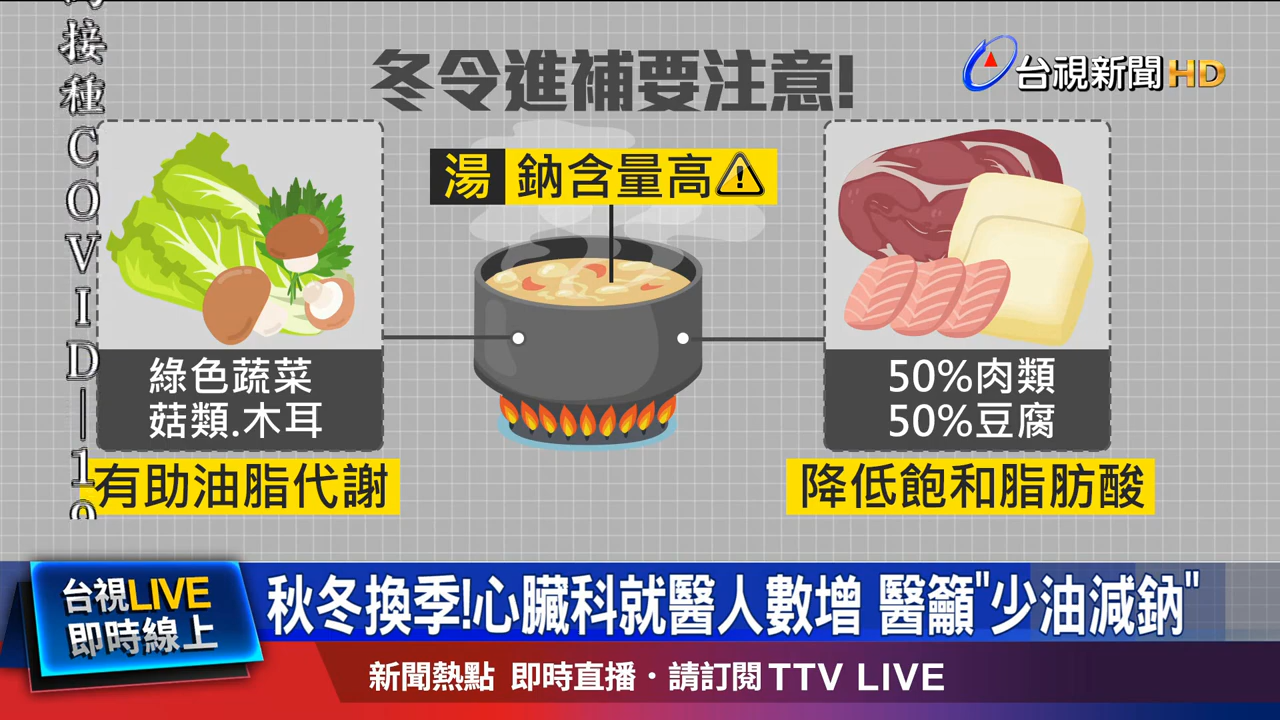 接種COVID-19
冬令進補要注意!
台視新聞HD
湯 鈉含量高
綠色蔬菜
菇類.木耳
有助油脂代謝
50%肉類
50%豆腐
降低飽和脂肪酸
台視LIVE
即時線上
秋冬換季!心臟科就醫人數增 醫籲"少油減鈉"
新聞熱點 即時直播・請訂閱TTV LIVE